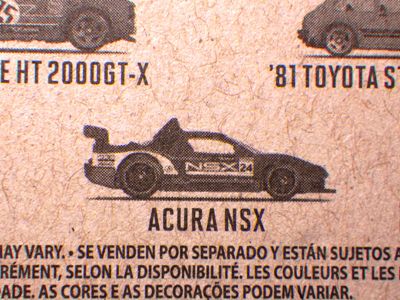 E HT 2000GT-X
'81 TOYOTA S
NSX 24
ACURA NSX
MAY VARY. • SE VENDEN POR SEPARADO Y ESTÁN SUJETOS A
RÉMENT, SELON LA DISPONIBILITÉ. LES COULEURS ET LES
DADE. AS CORES E AS DECORAÇÕES PODEM VARIAR.